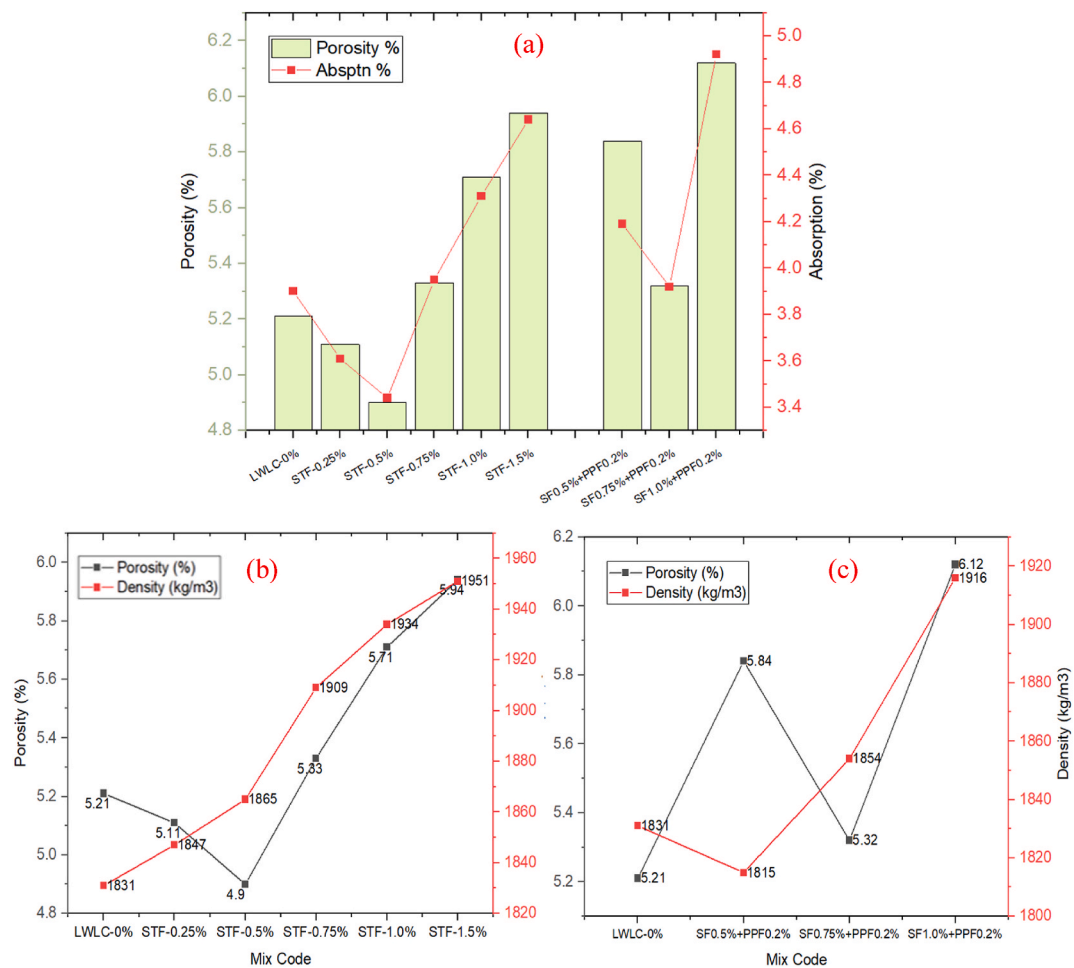 (a)
Porosity %
Absptn %
Porosity (%)
6.2
6.0
5.8
5.6
5.4
5.2
5.0
4.8
Absorption (%)
5.0
4.8
4.6
4.4
4.2
4.0
3.8
3.6
3.4
LWLC-0%
STF-0.25%
STF-0.5%
STF-0.75%
STF-1.0%
STF-1.5%
SF0.5%+PPF0.2%
SF0.75%+PPF0.2%
SF1.0%+PPF0.2%
(b)
Porosity (%)
Density (kg/m3)
Porosity (%)
6.0
5.8
5.6
5.4
5.2
5.0
4.8
1960
1940
1920
1900
1880
1860
1840
1820
5.21
5.11
4.9
5.33
5.71
5.94
1831
1847
1865
1909
1934
1951
LWLC-0%
STF-0.25%
STF-0.5%
STF-0.75%
STF-1.0%
STF-1.5%
Mix Code
(c)
Porosity (%)
Density (kg/m3)
6.2
6.0
5.8
5.6
5.4
5.2
Density (kg/m3)
1920
1900
1880
1860
1840
1820
1800
5.21
5.84
5.32
6.12
1831
1815
1854
1916
LWLC-0%
SF0.5%+PPF0.2%
SF0.75%+PPF0.2%
SF1.0%+PPF0.2%
Mix Code